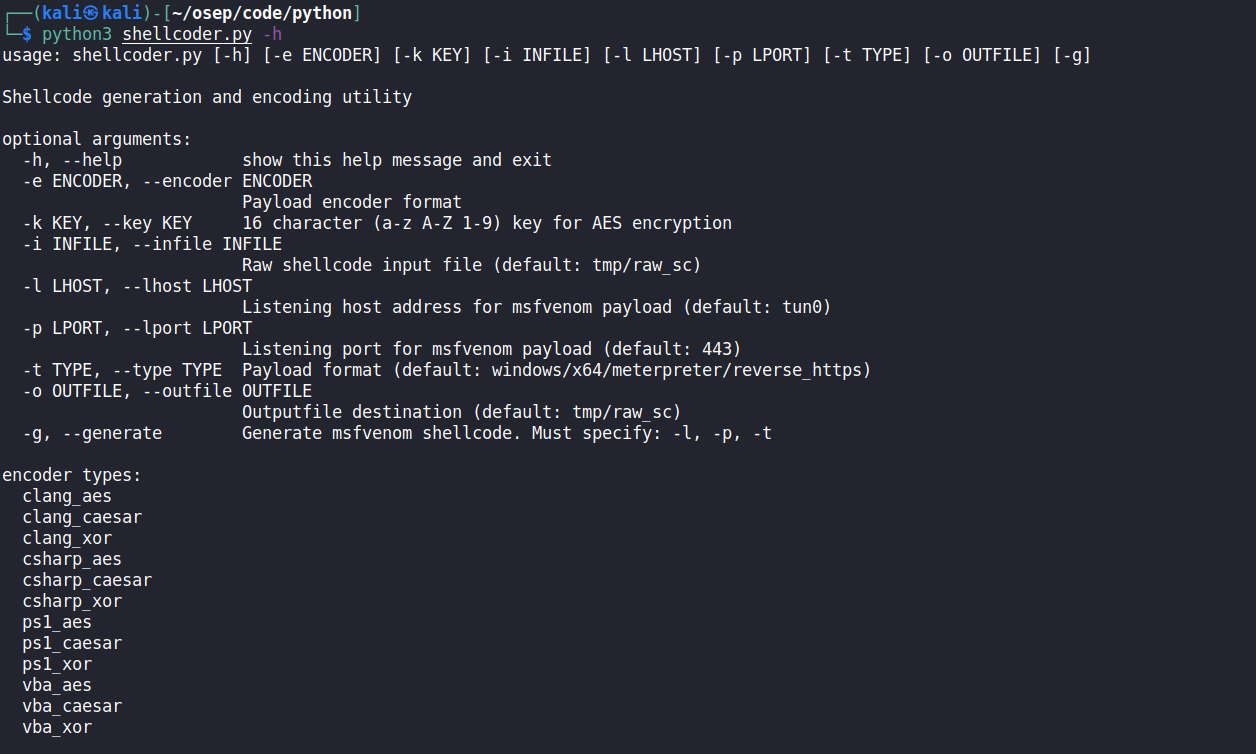 ┌──(kali㉿kali)-[~/osep/code/python]
└─$ python3 shellcoder.py -h
usage: shellcoder.py [-h] [-e ENCODER] [-k KEY] [-i INFILE] [-l LHOST] [-p LPORT] [-t TYPE] [-o OUTFILE] [-g]

Shellcode generation and encoding utility

optional arguments:
  -h, --help            show this help message and exit
  -e ENCODER, --encoder ENCODER
                        Payload encoder format
  -k KEY, --key KEY     16 character (a-z A-Z 1-9) key for AES encryption
  -i INFILE, --infile INFILE
                        Raw shellcode input file (default: tmp/raw_sc)
  -l LHOST, --lhost LHOST
                        Listening host address for msfvenom payload (default: tun0)
  -p LPORT, --lport LPORT
                        Listening port for msfvenom payload (default: 443)
  -t TYPE, --type TYPE  Payload format (default: windows/x64/meterpreter/reverse_https)
  -o OUTFILE, --outfile OUTFILE
                        Outputfile destination (default: tmp/raw_sc)
  -g, --generate        Generate msfvenom shellcode. Must specify: -l, -p, -t

encoder types:
  clang_aes
  clang_caesar
  clang_xor
  csharp_aes
  csharp_caesar
  csharp_xor
  ps1_aes
  ps1_caesar
  ps1_xor
  vba_aes
  vba_caesar
  vba_xor